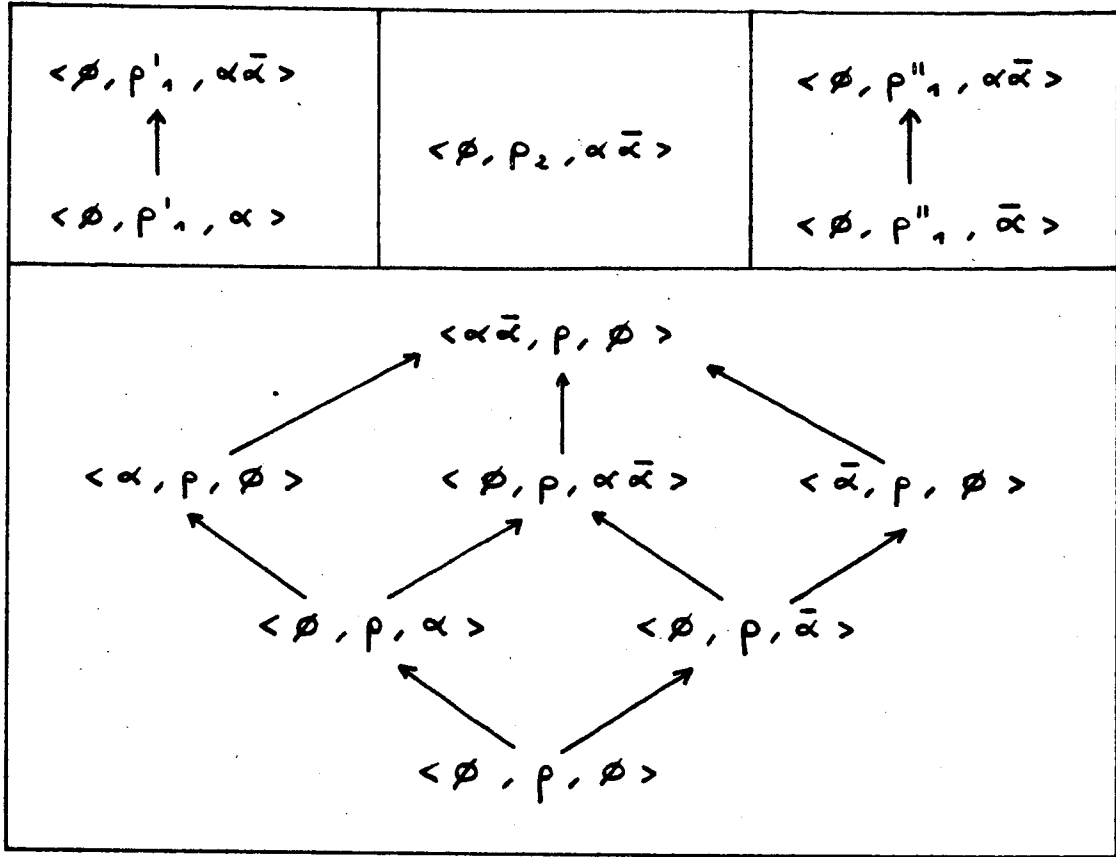 <ø, ρ'₁, αᾱ>
<ø, ρ'₁, α>
<ø, ρ₂, αᾱ>
<ø, ρ"₁, αᾱ>
<ø, ρ"₁, ᾱ>
<αᾱ, ρ, ø>
<α, ρ, ø> <ø, ρ, αᾱ> <ᾱ, ρ, ø>
<ø, ρ, α> <ø, ρ, ᾱ>
<ø, ρ, ø>